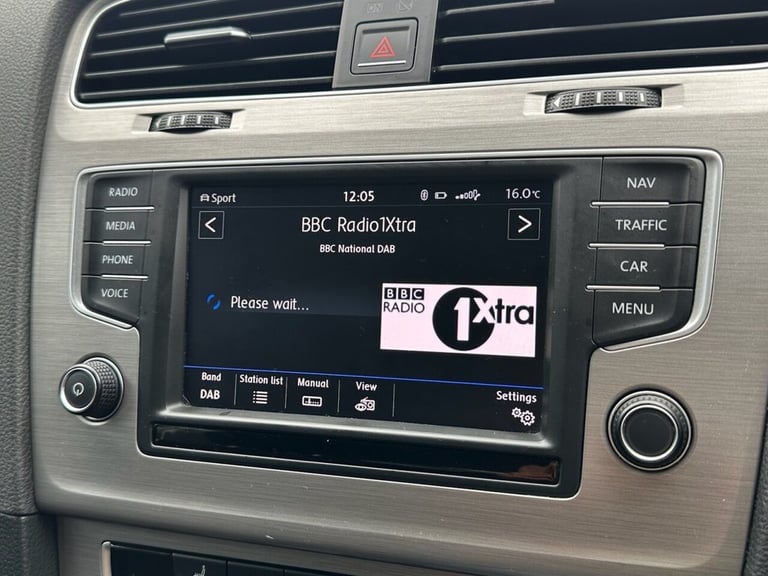 RADIO
MEDIA
PHONE
VOICE
Sport
12:05
16.0°C
<
BBC Radio1Xtra
>
BBC National DAB
Please wait...
BBC
RADIO
1Xtra
Band
DAB
Station list
Manual
View
Settings
NAV
TRAFFIC
CAR
MENU